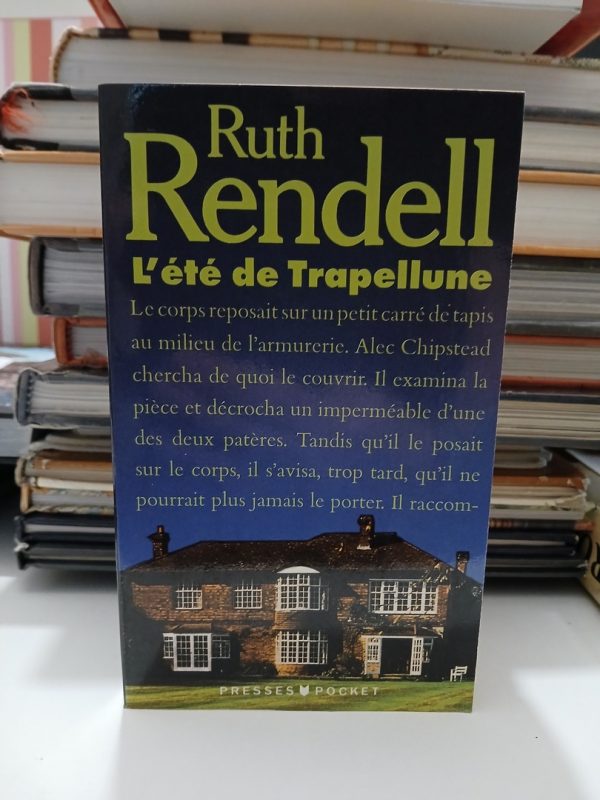 Ruth
Rendell
L'été de Trapellune
Le corps reposait sur un petit carré de tapis
au milieu de l'armurerie. Alec Chipstead
chercha de quoi le couvrir. Il examina la
pièce et décrocha un imperméable d'une
des deux patères. Tandis qu'il le posait
sur le corps, il s'avisa, trop tard, qu'il ne
pourrait plus jamais le porter. Il raccom-
PRESSES POCKET